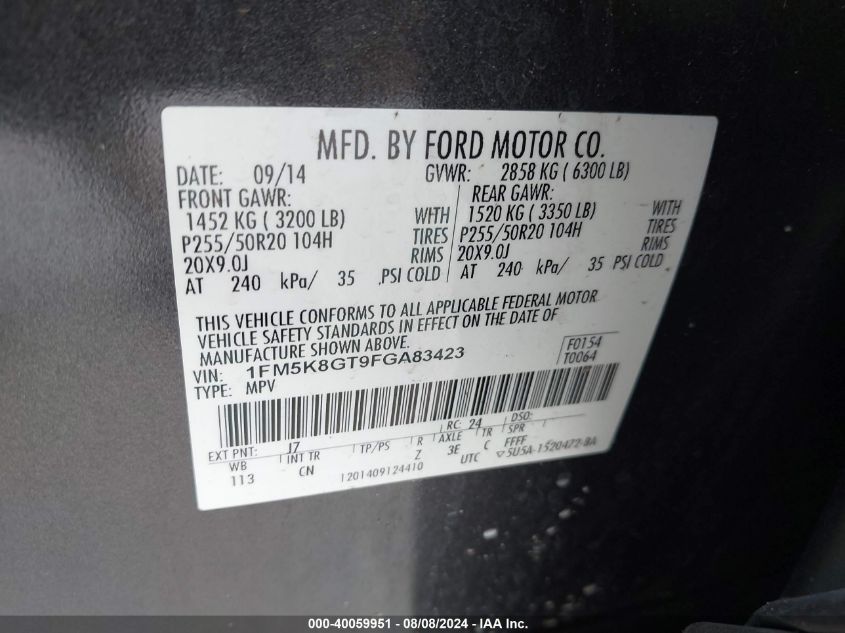 MFD. BY FORD MOTOR CO.
DATE: 09/14 GVWR: 2858 KG ( 6300 LB)
FRONT GAWR: REAR GAWR:
1452 KG ( 3200 LB) WITH 1520 KG ( 3350 LB) WITH
P255/50R20 104H TIRES P255/50R20 104H TIRES
20X9.0J RIMS 20X9.0J RIMS
AT 240 kPa/ 35 PSI COLD AT 240 kPa/ 35 PSI COLD
THIS VEHICLE CONFORMS TO ALL APPLICABLE FEDERAL MOTOR
VEHICLE SAFETY STANDARDS IN EFFECT ON THE DATE OF
MANUFACTURE SHOWN ABOVE.
VIN: 1FM5K8GT9FGA83423 F0154
TYPE: MPV T0064
EXT PNT: J7 RC: 24 DSO:
WB INT TR TP/PS R AXLE TR SPR
113 CN Z 3E C FFFF
1201409124410 UTC ▽5U5A-1520472-BA
000-40059951 - 08/08/2024 - IAA Inc.